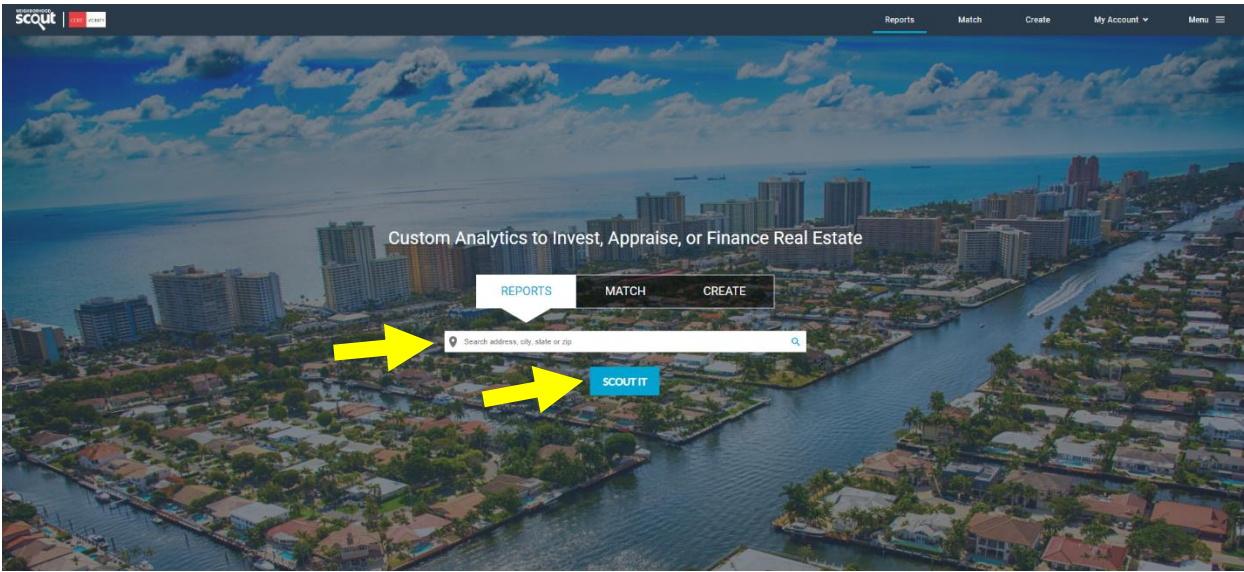 NEIGHBORHOOD
scout
Reports Match Create My Account Menu
Custom Analytics to Invest, Appraise, or Finance Real Estate
REPORTS MATCH CREATE
Search address, city, state or zip
SCOUT IT